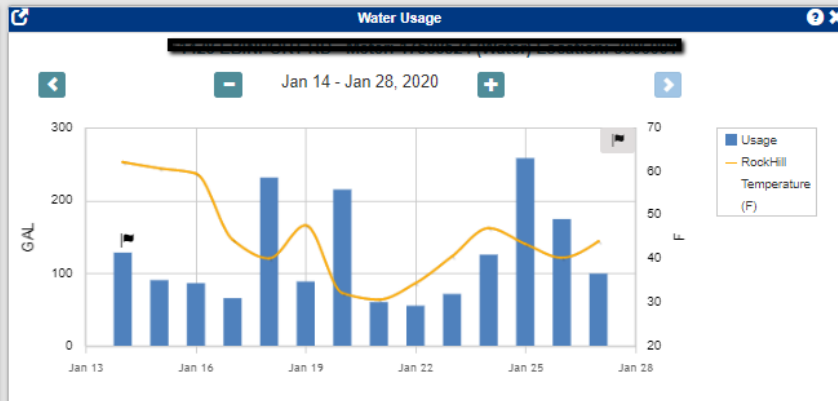 Water Usage
Jan 14 - Jan 28, 2020
300
200
100
0
GAL
70
60
50
40
30
20
F
Jan 13
Jan 16
Jan 19
Jan 22
Jan 25
Jan 28
Usage
RockHill
Temperature
(F)